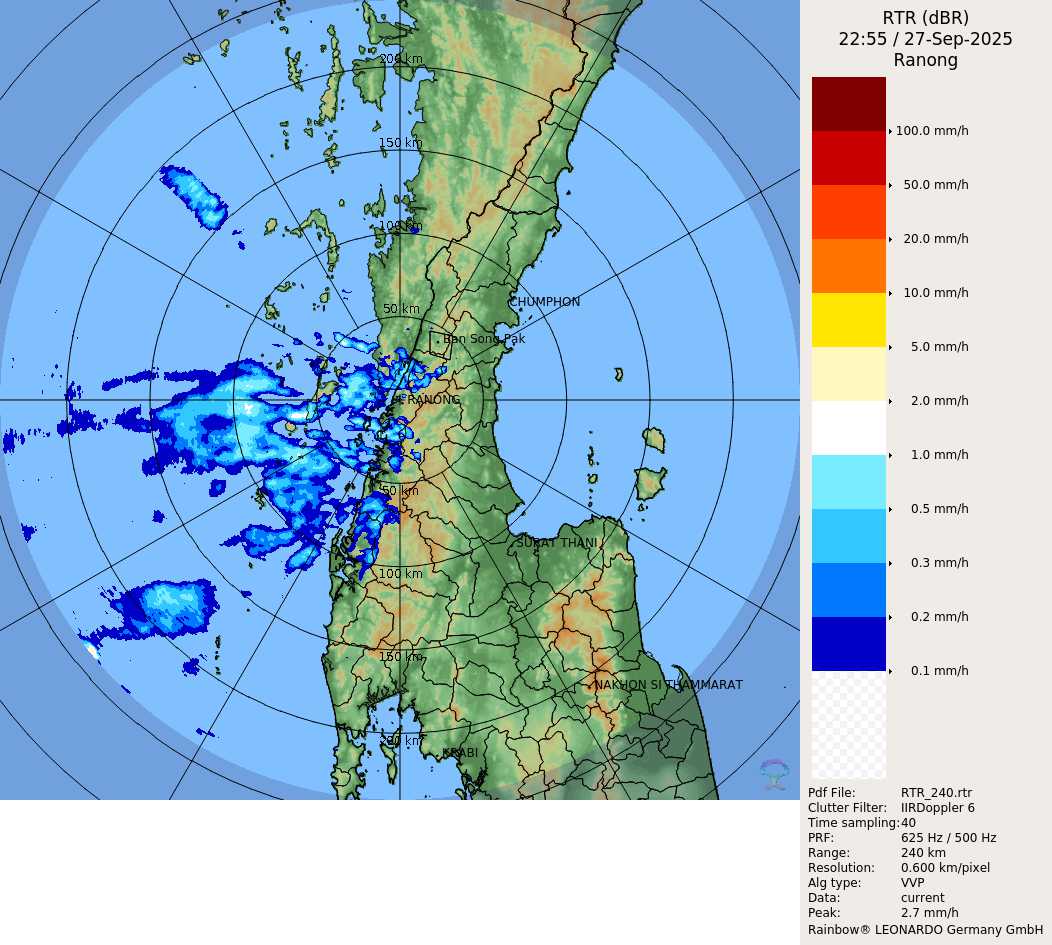 RTR (dBR)
22:55 / 27-Sep-2025
Ranong
100.0 mm/h
50.0 mm/h
20.0 mm/h
10.0 mm/h
5.0 mm/h
2.0 mm/h
1.0 mm/h
0.5 mm/h
0.3 mm/h
0.2 mm/h
0.1 mm/h
Pdf File: RTR_240.rtr
Clutter Filter: IIRDoppler 6
Time sampling: 40
PRF: 625 Hz / 500 Hz
Range: 240 km
Resolution: 0.600 km/pixel
Alg type: VVP
Data: current
Peak: 2.7 mm/h
Rainbow® LEONARDO Germany GmbH
200 km
150 km
100 km
50 km
CHUMPHON
Ban Song Pak
RANONG
50 km
SURAT THANI
100 km
150 km
NAKHON SI THAMMARAT
200 km
KRABI